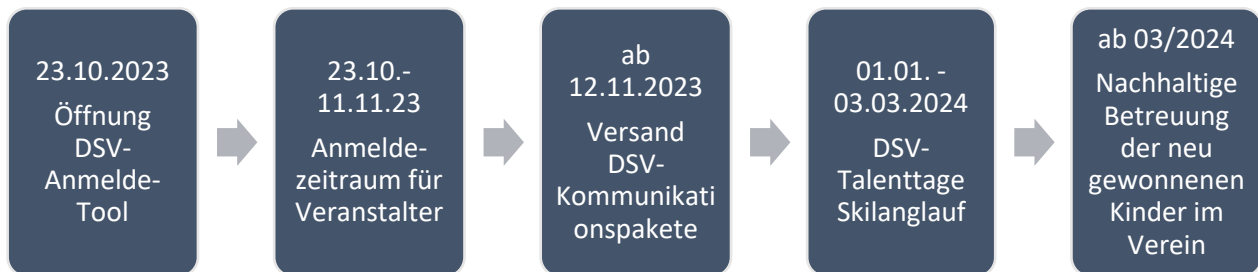 23.10.2023
Öffnung
DSV-
Anmelde-
Tool
23.10.-
11.11.23
Anmelde-
zeitraum für
Veranstalter
ab
12.11.2023
Versand
DSV-
Kommunikati
onspakete
01.01. -
03.03.2024
DSV-
Talenttage
Skilanglauf
ab 03/2024
Nachhaltige
Betreuung
der neu
gewonnenen
Kinder im
Verein